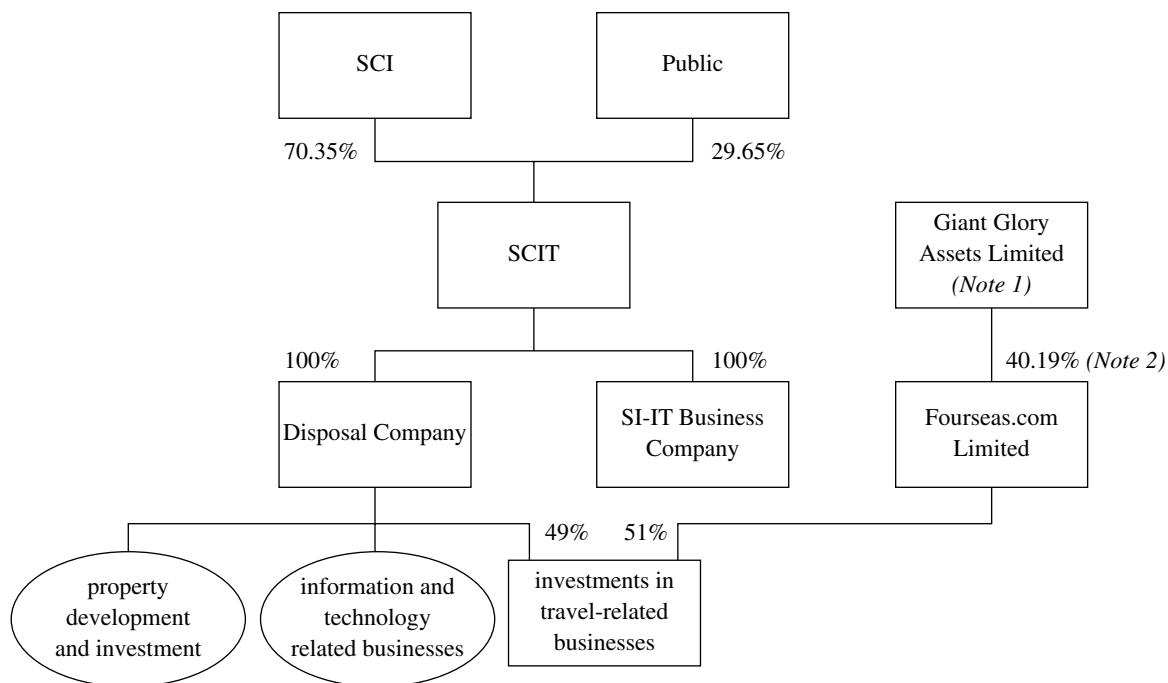 SCI
Public
70.35%
29.65%
SCIT
Giant Glory
Assets Limited
(Note 1)
100%
100%
40.19% (Note 2)
Disposal Company
SI-IT Business
Company
Fourseas.com
Limited
49%
51%
property
development
and investment
information and
technology
related businesses
investments in
travel-related
businesses